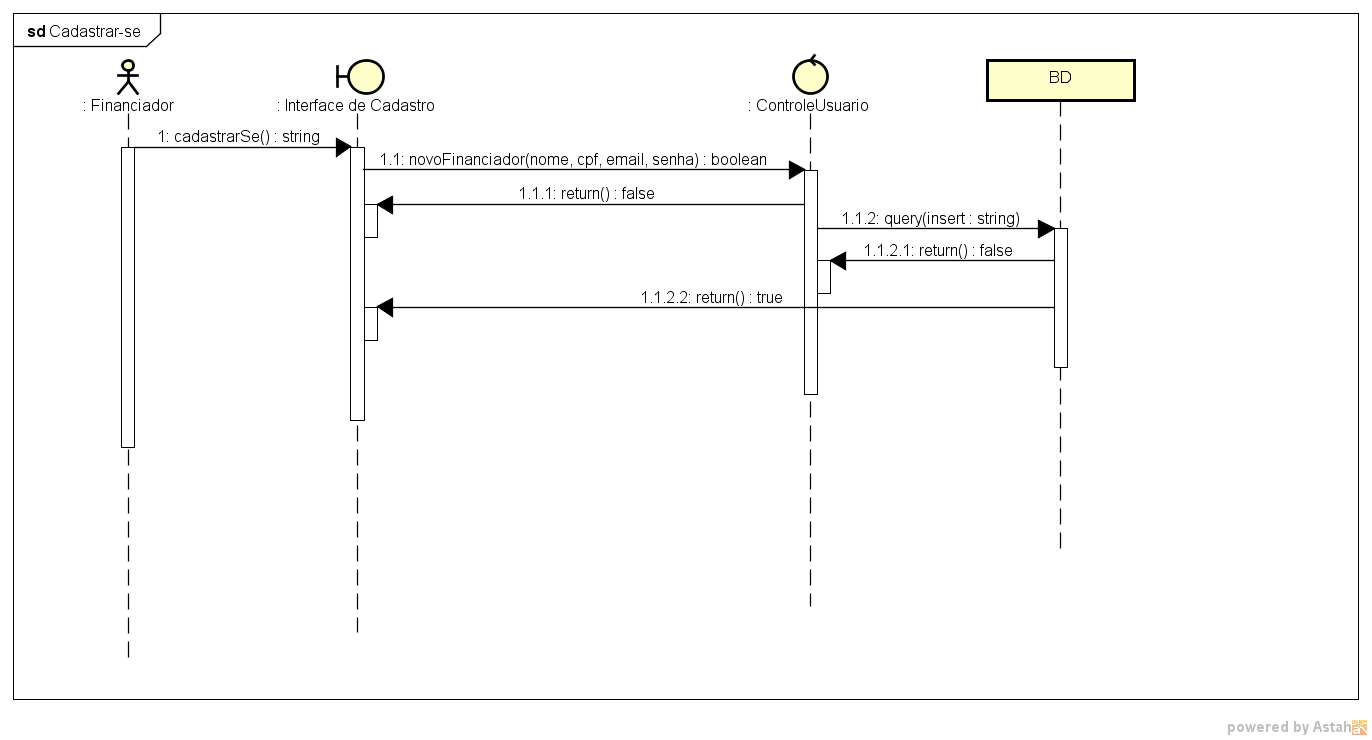 sd Cadastrar-se
: Financiador
: Interface de Cadastro
: ControleUsuario
BD
1: cadastrarSe() : string
1.1: novoFinanciador(nome, cpf, email, senha) : boolean
1.1.1: return() : false
1.1.2: query(insert : string)
1.1.2.1: return() : false
1.1.2.2: return() : true
powered by Astah